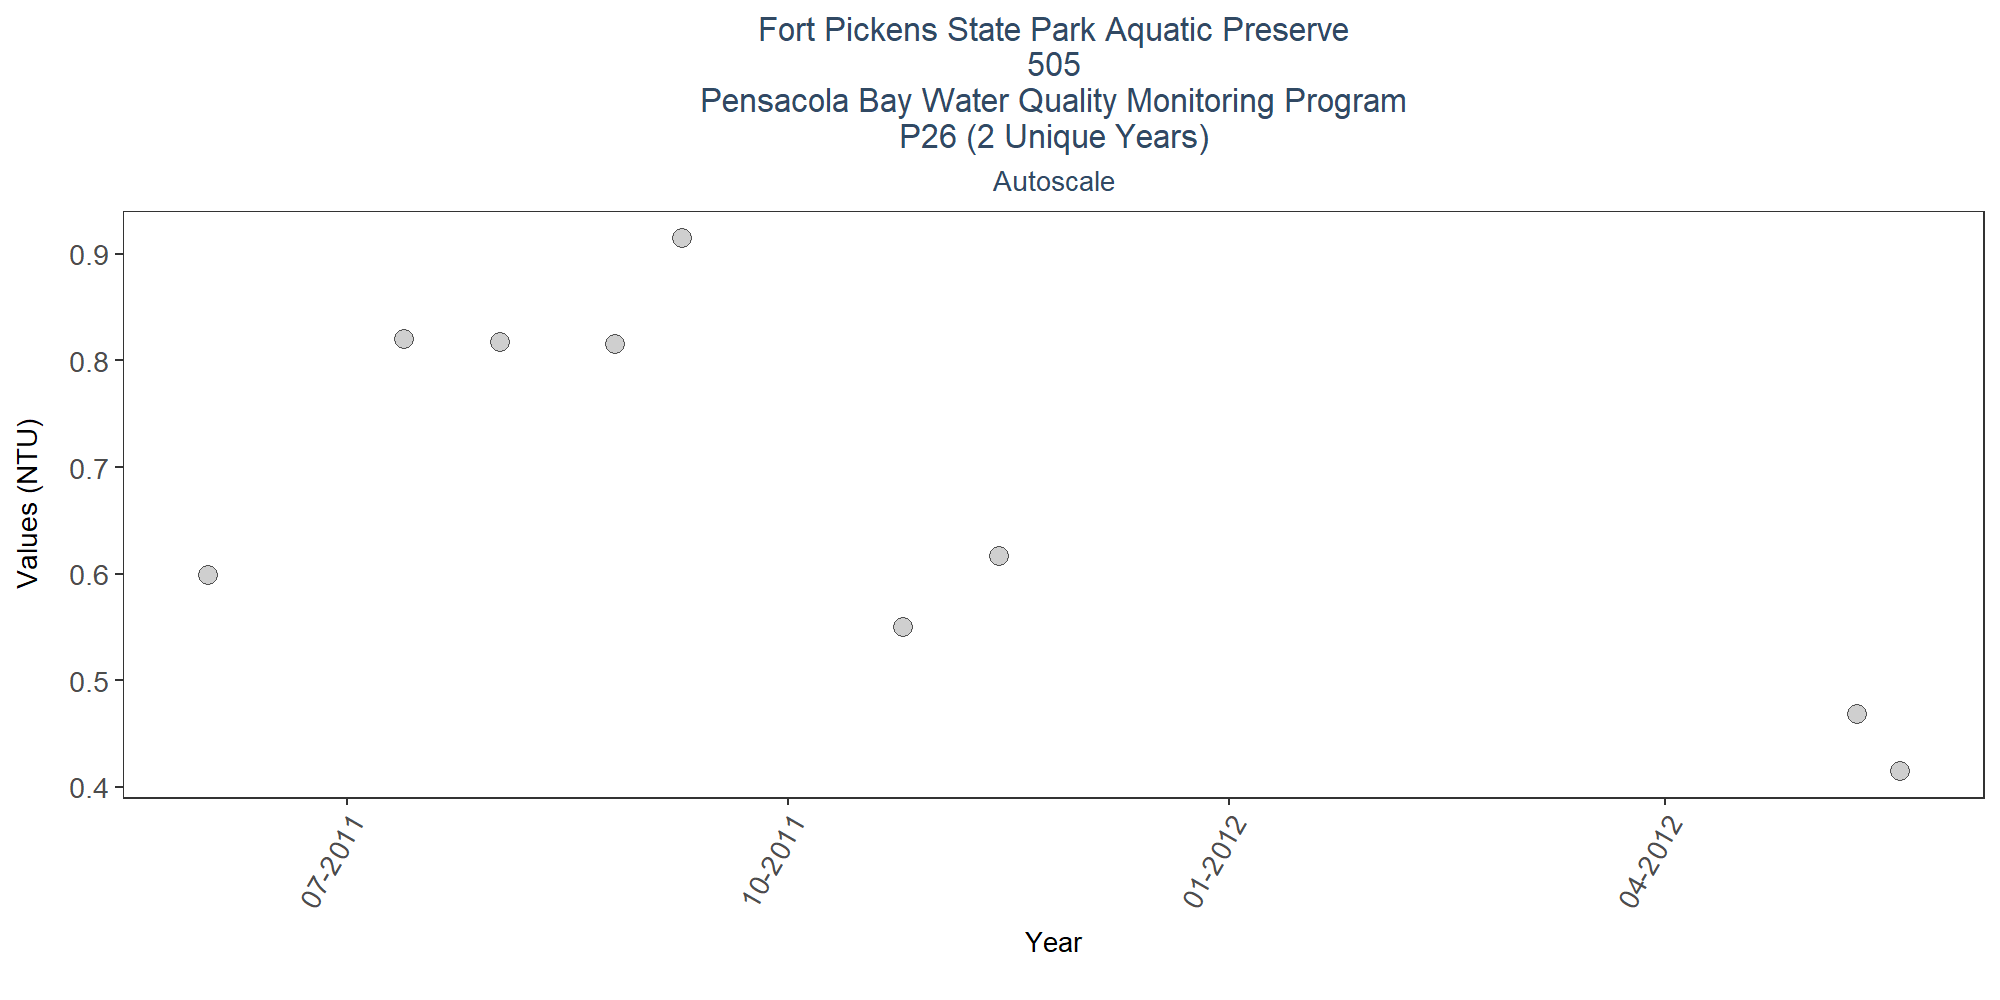 Fort Pickens State Park Aquatic Preserve
505
Pensacola Bay Water Quality Monitoring Program
P26 (2 Unique Years)
Autoscale
Values (NTU)
0.9
0.8
0.7
0.6
0.5
0.4
07-2011
10-2011
01-2012
04-2012
Year